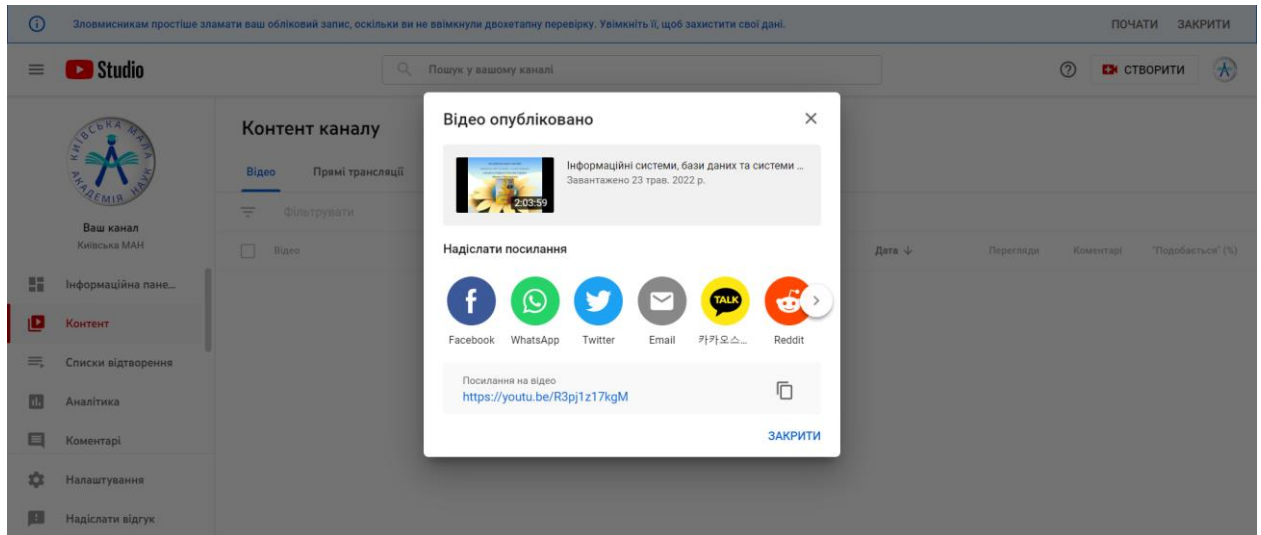 Зловмисникам простіше зламати ваш обліковий запис, оскільки ви не ввімкнули двохетапну перевірку. Увімкніть її, щоб захистити свої дані.
ПОЧАТИ ЗАКРИТИ
Studio
Пошук у вашому каналі
СТВОРИТИ
КИЇВСЬКА МАЛА АКАДЕМІЯ НАУК
Ваш канал
Київська МАН
Інформаційна пане...
Контент
Списки відтворення
Аналітика
Коментарі
Налаштування
Надіслати відгук
Контент каналу
Відео Прямі трансляції
Фільтрувати
Відео Дата Перегляди Коментарі "Подобається" (%)
Відео опубліковано
2:03:59
Інформаційні системи, бази даних та системи ...
Завантажено 23 трав. 2022 р.
Надіслати посилання
TALK
Facebook WhatsApp Twitter Email 카카오스... Reddit
Посилання на відео
https://youtu.be/R3pj1z17kgM
ЗАКРИТИ